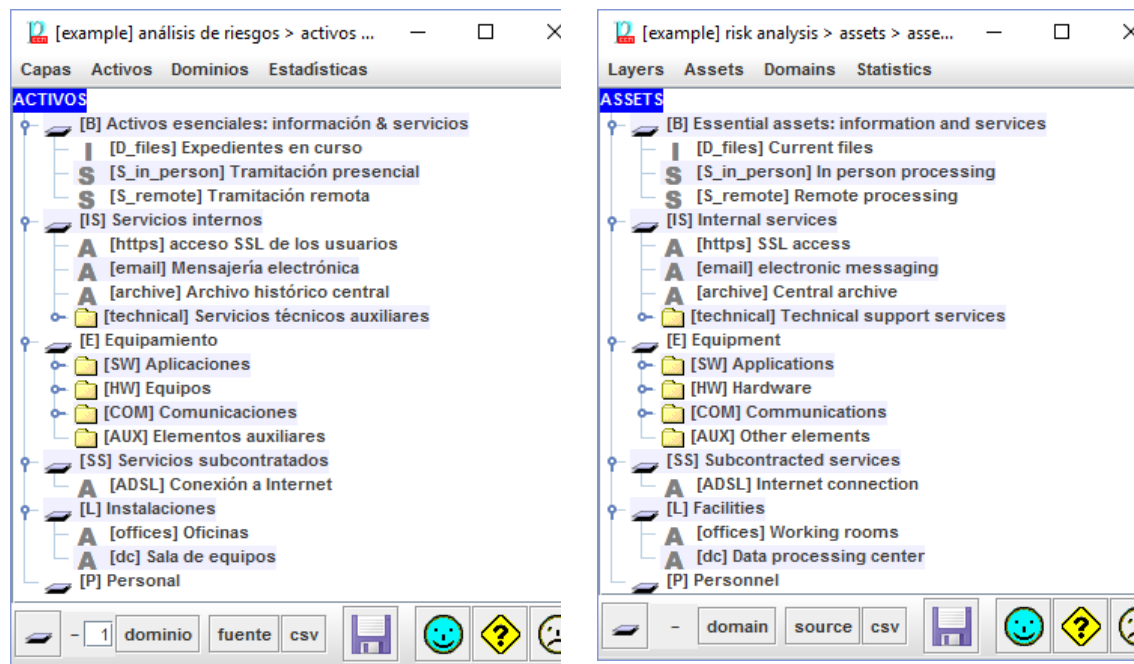 [example] análisis de riesgos > activos ...
Capas Activos Dominios Estadísticas
ACTIVOS
[B] Activos esenciales: información & servicios
I [D_files] Expedientes en curso
S [S_in_person] Tramitación presencial
S [S_remote] Tramitación remota
[IS] Servicios internos
A [https] acceso SSL de los usuarios
A [email] Mensajería electrónica
A [archive] Archivo histórico central
[technical] Servicios técnicos auxiliares
[E] Equipamiento
[SW] Aplicaciones
[HW] Equipos
[COM] Comunicaciones
[AUX] Elementos auxiliares
[SS] Servicios subcontratados
A [ADSL] Conexión a Internet
[L] Instalaciones
A [offices] Oficinas
A [dc] Sala de equipos
[P] Personal
- 1 dominio fuente csv ?
[example] risk analysis > assets > asse...
Layers Assets Domains Statistics
ASSETS
[B] Essential assets: information and services
I [D_files] Current files
S [S_in_person] In person processing
S [S_remote] Remote processing
[IS] Internal services
A [https] SSL access
A [email] electronic messaging
A [archive] Central archive
[technical] Technical support services
[E] Equipment
[SW] Applications
[HW] Hardware
[COM] Communications
[AUX] Other elements
[SS] Subcontracted services
A [ADSL] Internet connection
[L] Facilities
A [offices] Working rooms
A [dc] Data processing center
[P] Personnel
- domain source csv ?